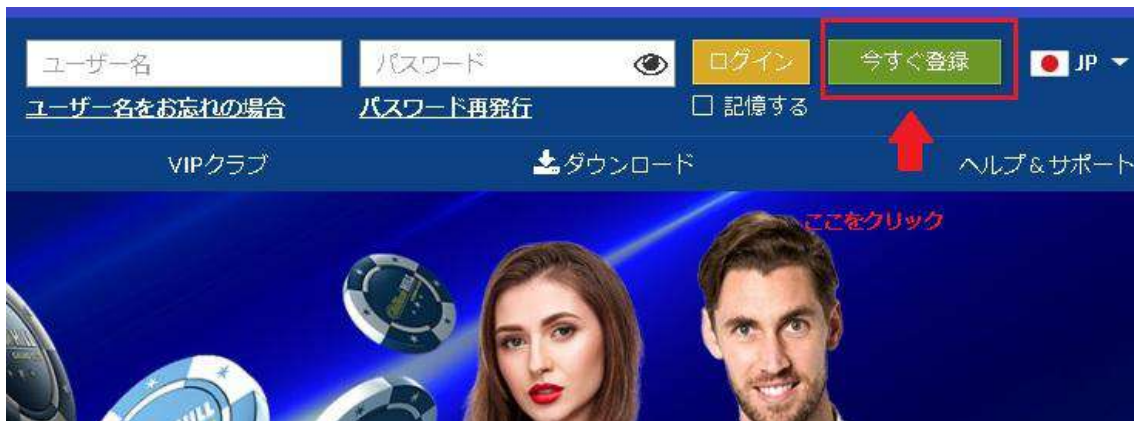 ユーザー名
パスワード
ログイン
今すぐ登録
JP
ユーザー名をお忘れの場合
パスワード再発行
記憶する
VIPクラブ
ダウンロード
ヘルプ&サポート
ここをクリック